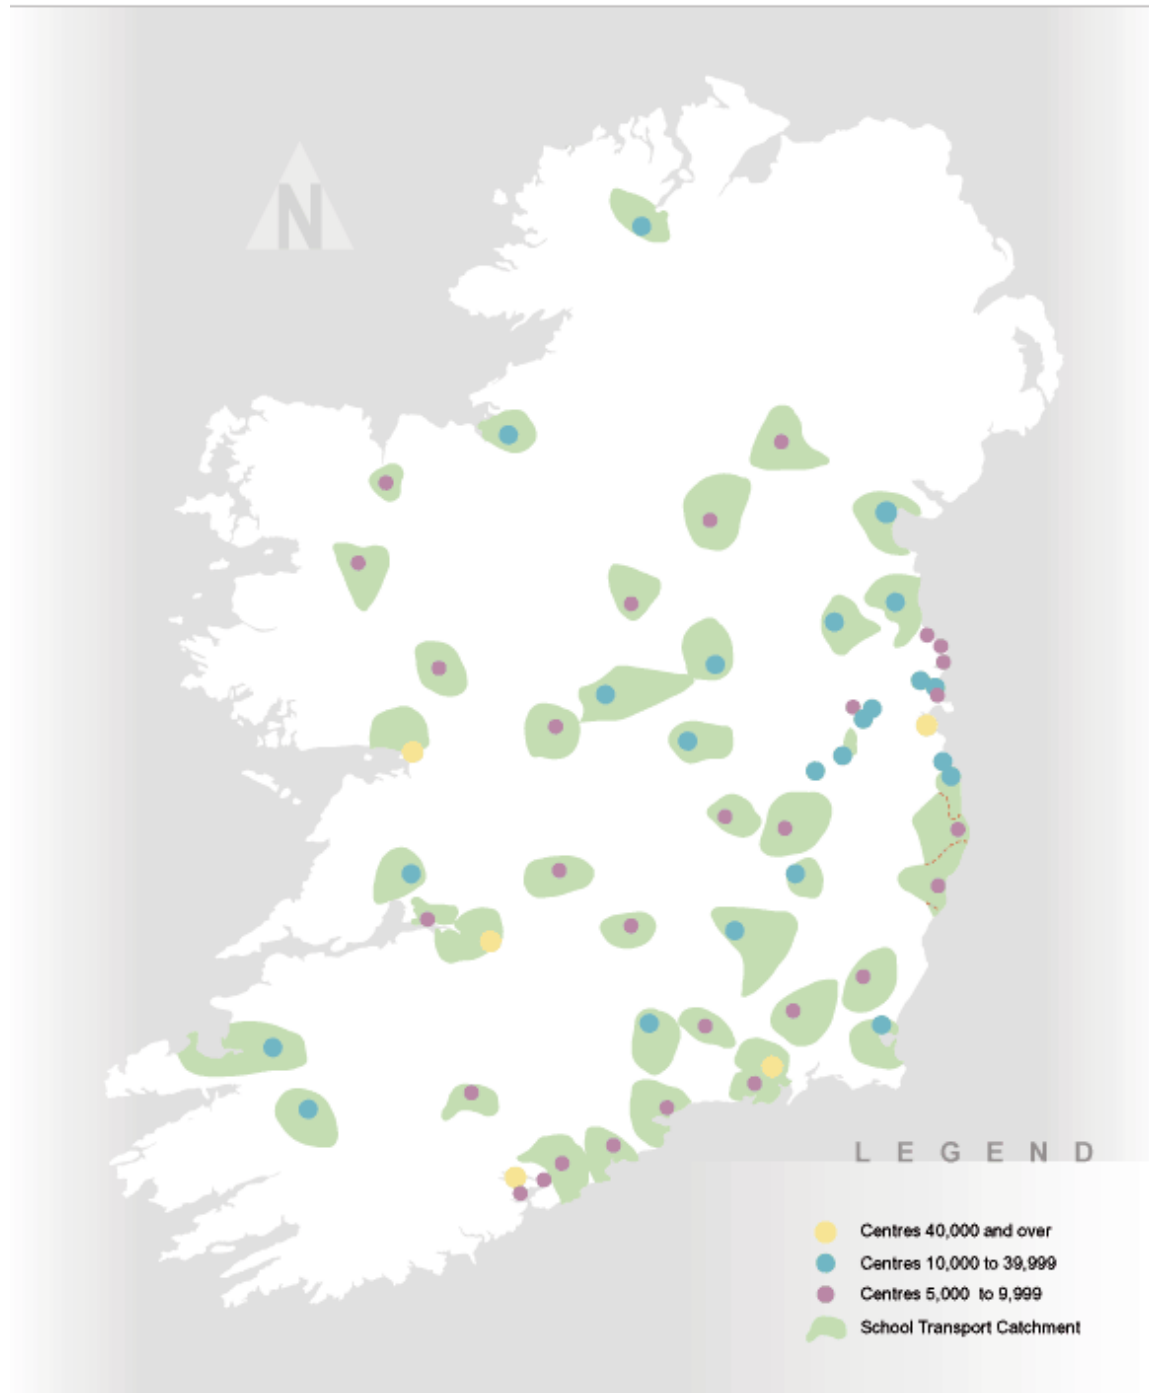 N
LEGEND
Centres 40,000 and over
Centres 10,000 to 39,999
Centres 5,000 to 9,999
School Transport Catchment